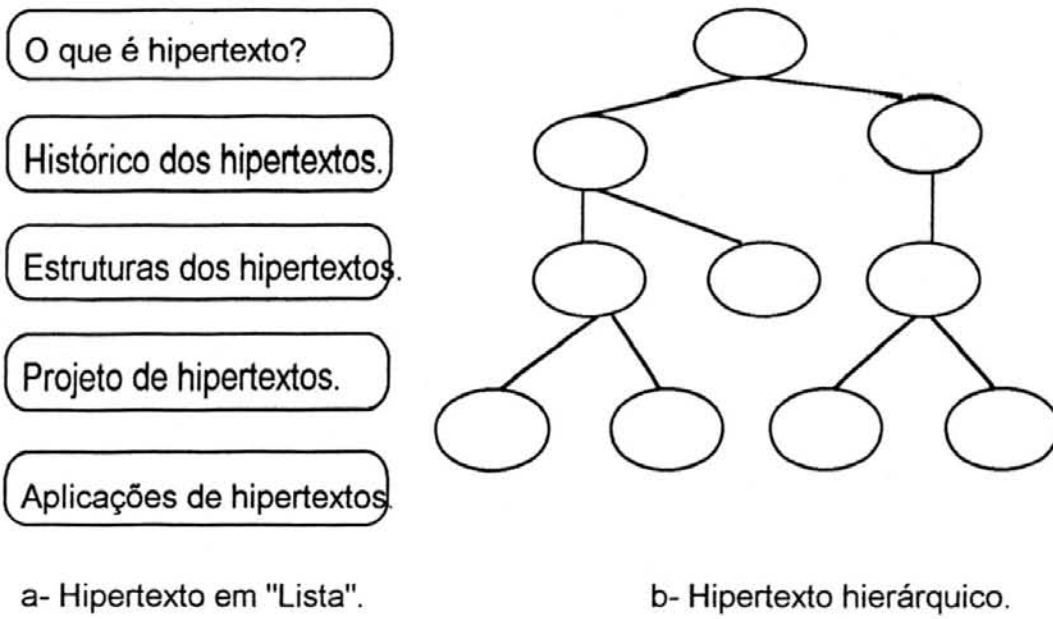 O que é hipertexto?
Histórico dos hipertextos.
Estruturas dos hipertextos.
Projeto de hipertextos.
Aplicações de hipertextos.
a- Hipertexto em "Lista".
b- Hipertexto hierárquico.